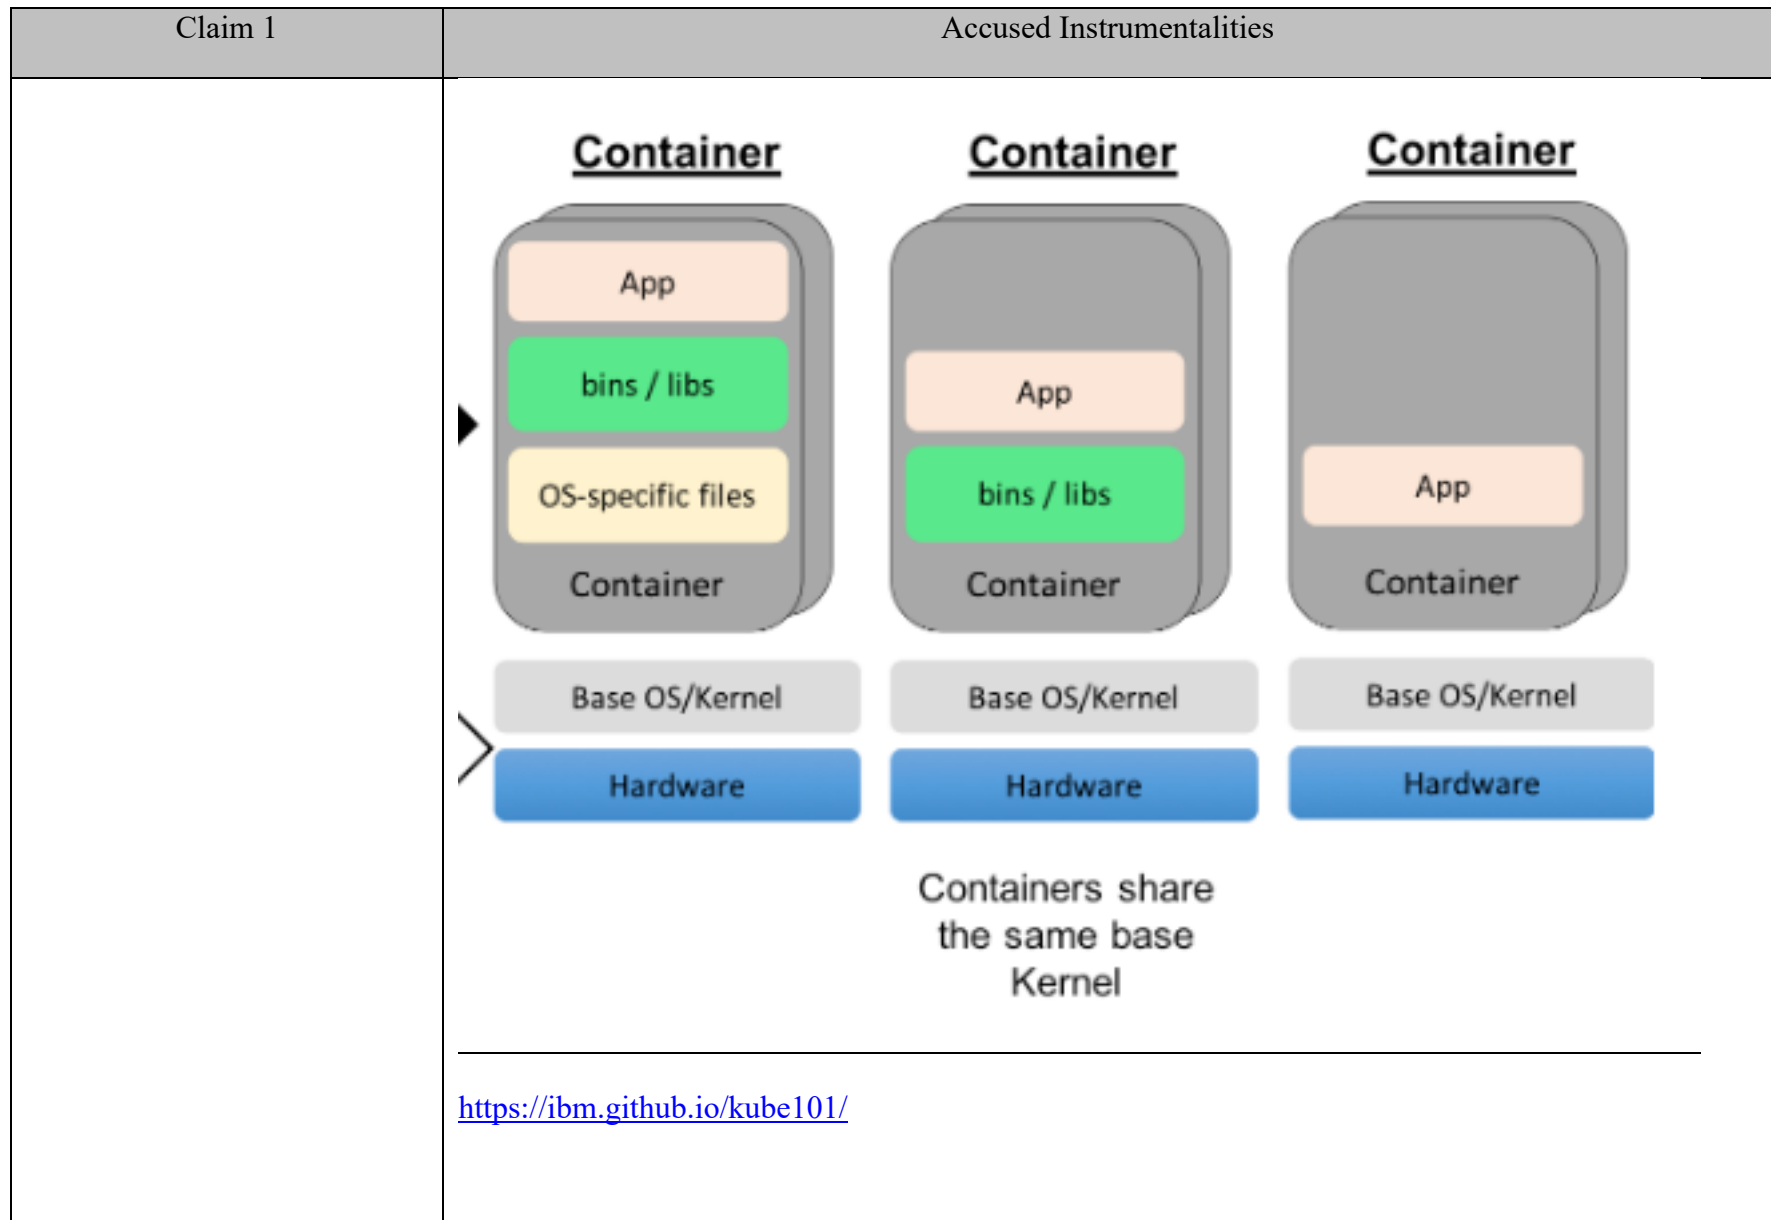 Claim 1
Accused Instrumentalities
Container
Container
Container
App
bins / libs
OS-specific files
Container
App
bins / libs
Container
App
Container
Base OS/Kernel
Base OS/Kernel
Base OS/Kernel
Hardware
Hardware
Hardware
Containers share
the same base
Kernel
https://ibm.github.io/kube101/